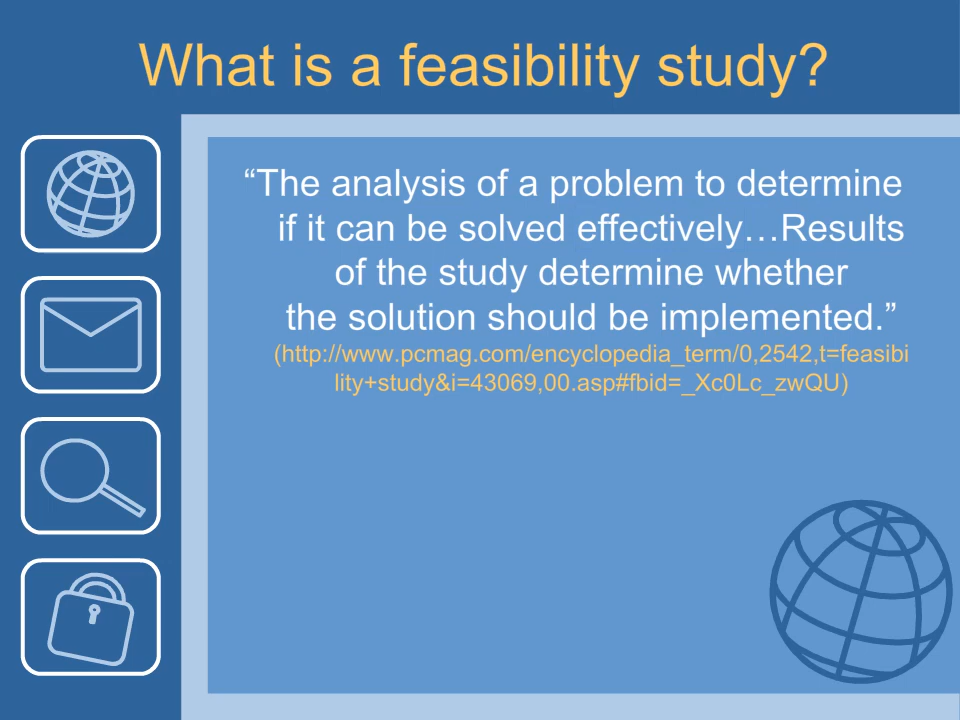 What is a feasibility study?
“The analysis of a problem to determine
if it can be solved effectively…Results
of the study determine whether
the solution should be implemented.”
(http://www.pcmag.com/encyclopedia_term/0,2542,t=feasibi
lity+study&i=43069,00.asp#fbid=_Xc0Lc_zwQU)